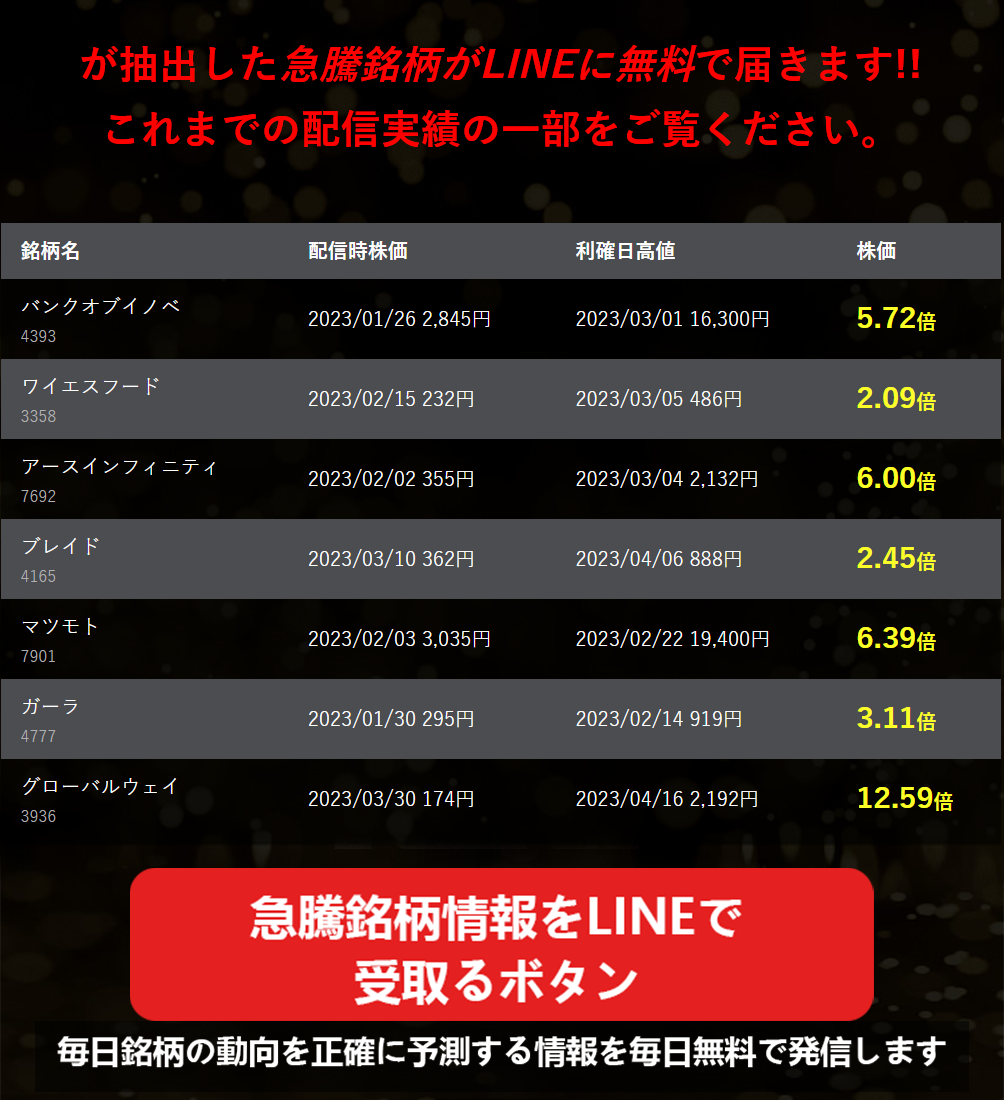 が抽出した急騰銘柄がLINEに無料で届きます!!
これまでの配信実績の一部をご覧ください。
銘柄名 配信時株価 利確日高値 株価
バンクオブイノベ
4393
2023/01/26 2,845円 2023/03/01 16,300円 5.72倍
ワイエスフード
3358
2023/02/15 232円 2023/03/05 486円 2.09倍
アースインフィニティ
7692
2023/02/02 355円 2023/03/04 2,132円 6.00倍
ブレイド
4165
2023/03/10 362円 2023/04/06 888円 2.45倍
マツモト
7901
2023/02/03 3,035円 2023/02/22 19,400円 6.39倍
ガーラ
4777
2023/01/30 295円 2023/02/14 919円 3.11倍
グローバルウェイ
3936
2023/03/30 174円 2023/04/16 2,192円 12.59倍
急騰銘柄情報をLINEで
受取るボタン
毎日銘柄の動向を正確に予測する情報を毎日無料で発信します